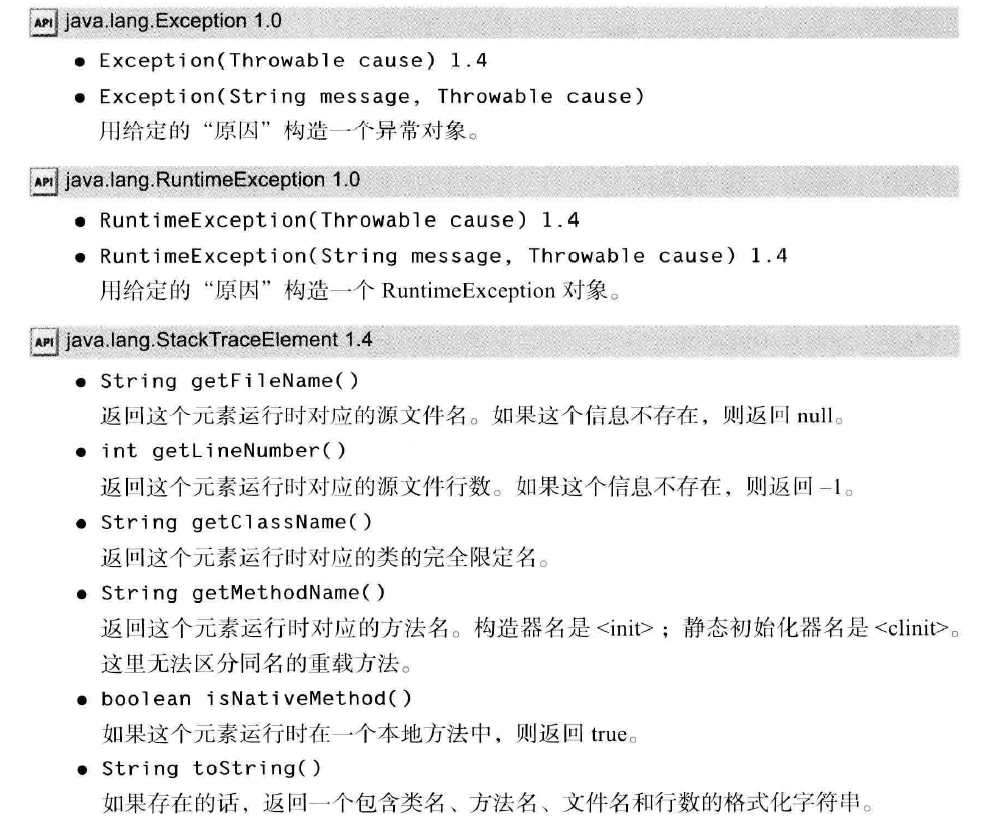 API java.lang.Exception 1.0
● Exception(Throwable cause) 1.4
● Exception(String message, Throwable cause)
用给定的“原因”构造一个异常对象。
API java.lang.RuntimeException 1.0
● RuntimeException(Throwable cause) 1.4
● RuntimeException(String message, Throwable cause) 1.4
用给定的“原因”构造一个 RuntimeException 对象。
API java.lang.StackTraceElement 1.4
● String getFileName()
返回这个元素运行时对应的源文件名。如果这个信息不存在，则返回 null。
● int getLineNumber()
返回这个元素运行时对应的源文件行数。如果这个信息不存在，则返回 –1。
● String getClassName()
返回这个元素运行时对应的类的完全限定名。
● String getMethodName()
返回这个元素运行时对应的方法名。构造器名是 <init>；静态初始化器名是 <clinit>。
这里无法区分同名的重载方法。
● boolean isNativeMethod()
如果这个元素运行时在一个本地方法中，则返回 true。
● String toString()
如果存在的话，返回一个包含类名、方法名、文件名和行数的格式化字符串。